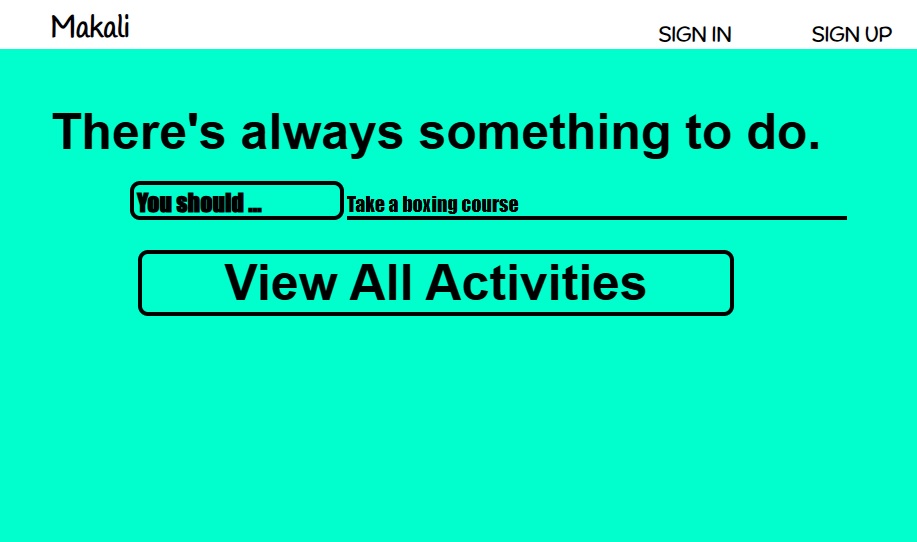 Makali
SIGN IN SIGN UP
There's always something to do.
You should ... Take a boxing course
View All Activities